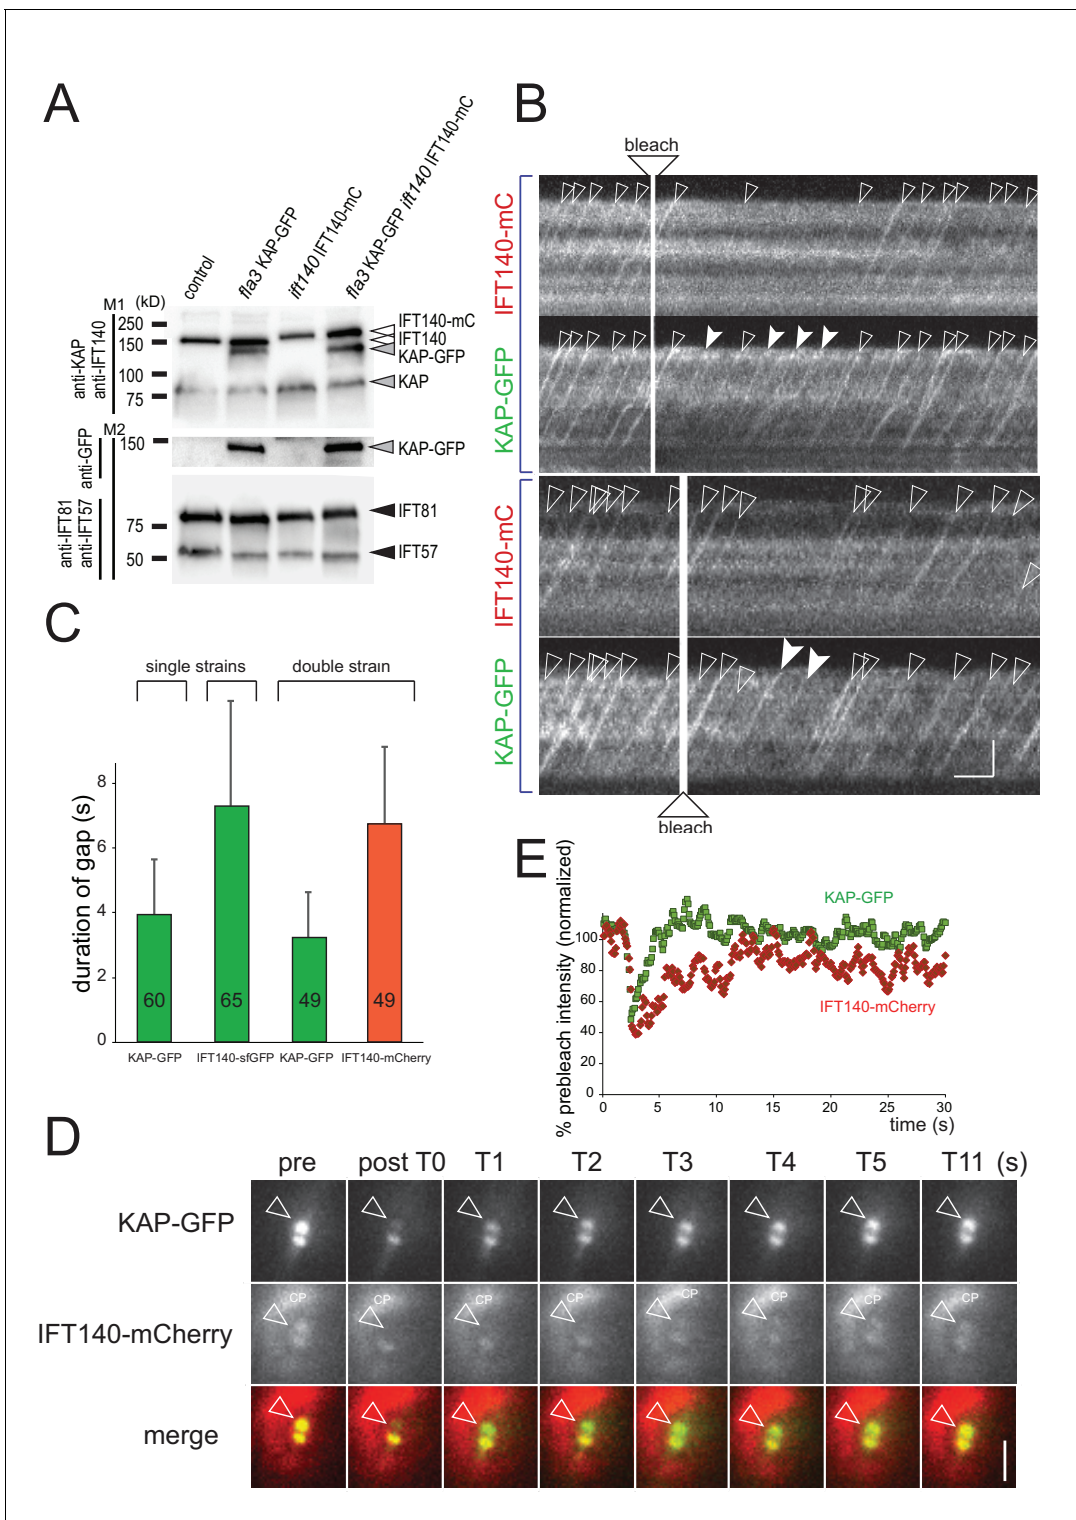 A
control
fla3 KAP-GFP
ift140 IFT140-mC
fla3 KAP-GFP ift140 IFT140-mC
M1 (kD)
anti-KAP
anti-IFT140
250
150
100
75
IFT140-mC
IFT140
KAP-GFP
KAP
M2
anti-GFP
150
KAP-GFP
anti-IFT81
anti-IFT57
75
50
IFT81
IFT57
B
bleach
IFT140-mC
KAP-GFP
IFT140-mC
KAP-GFP
bleach
C
single strains
double strain
duration of gap (s)
8
6
4
2
0
60
65
49
49
KAP-GFP
IFT140-sfGFP
KAP-GFP
IFT140-mCherry
E
% prebleach intensity (normalized)
100
80
60
40
20
0
KAP-GFP
IFT140-mCherry
0 5 10 15 20 25 30
time (s)
D
pre post T0 T1 T2 T3 T4 T5 T11 (s)
KAP-GFP
IFT140-mCherry
CP CP CP CP CP CP CP CP
merge